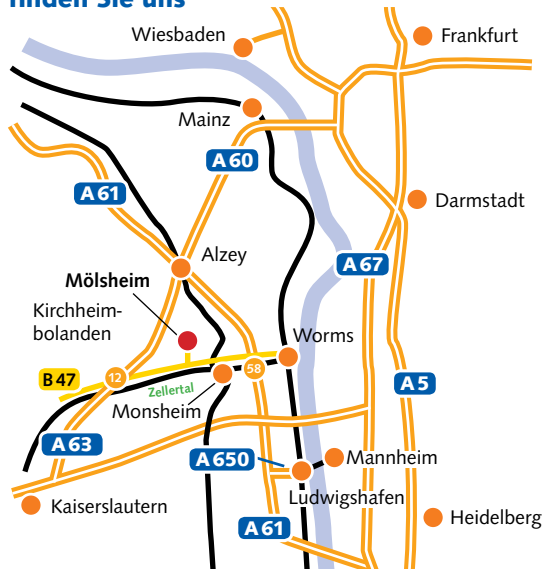 finden Sie uns
Wiesbaden
Frankfurt
Mainz
A 60
A 61
Darmstadt
Alzey
A 67
Mölsheim
Kirchheim-
bolanden
Worms
B 47
12
58
Zellertal
A 5
Monsheim
A 63
A 650
Mannheim
Ludwigshafen
Kaiserslautern
A 61
Heidelberg